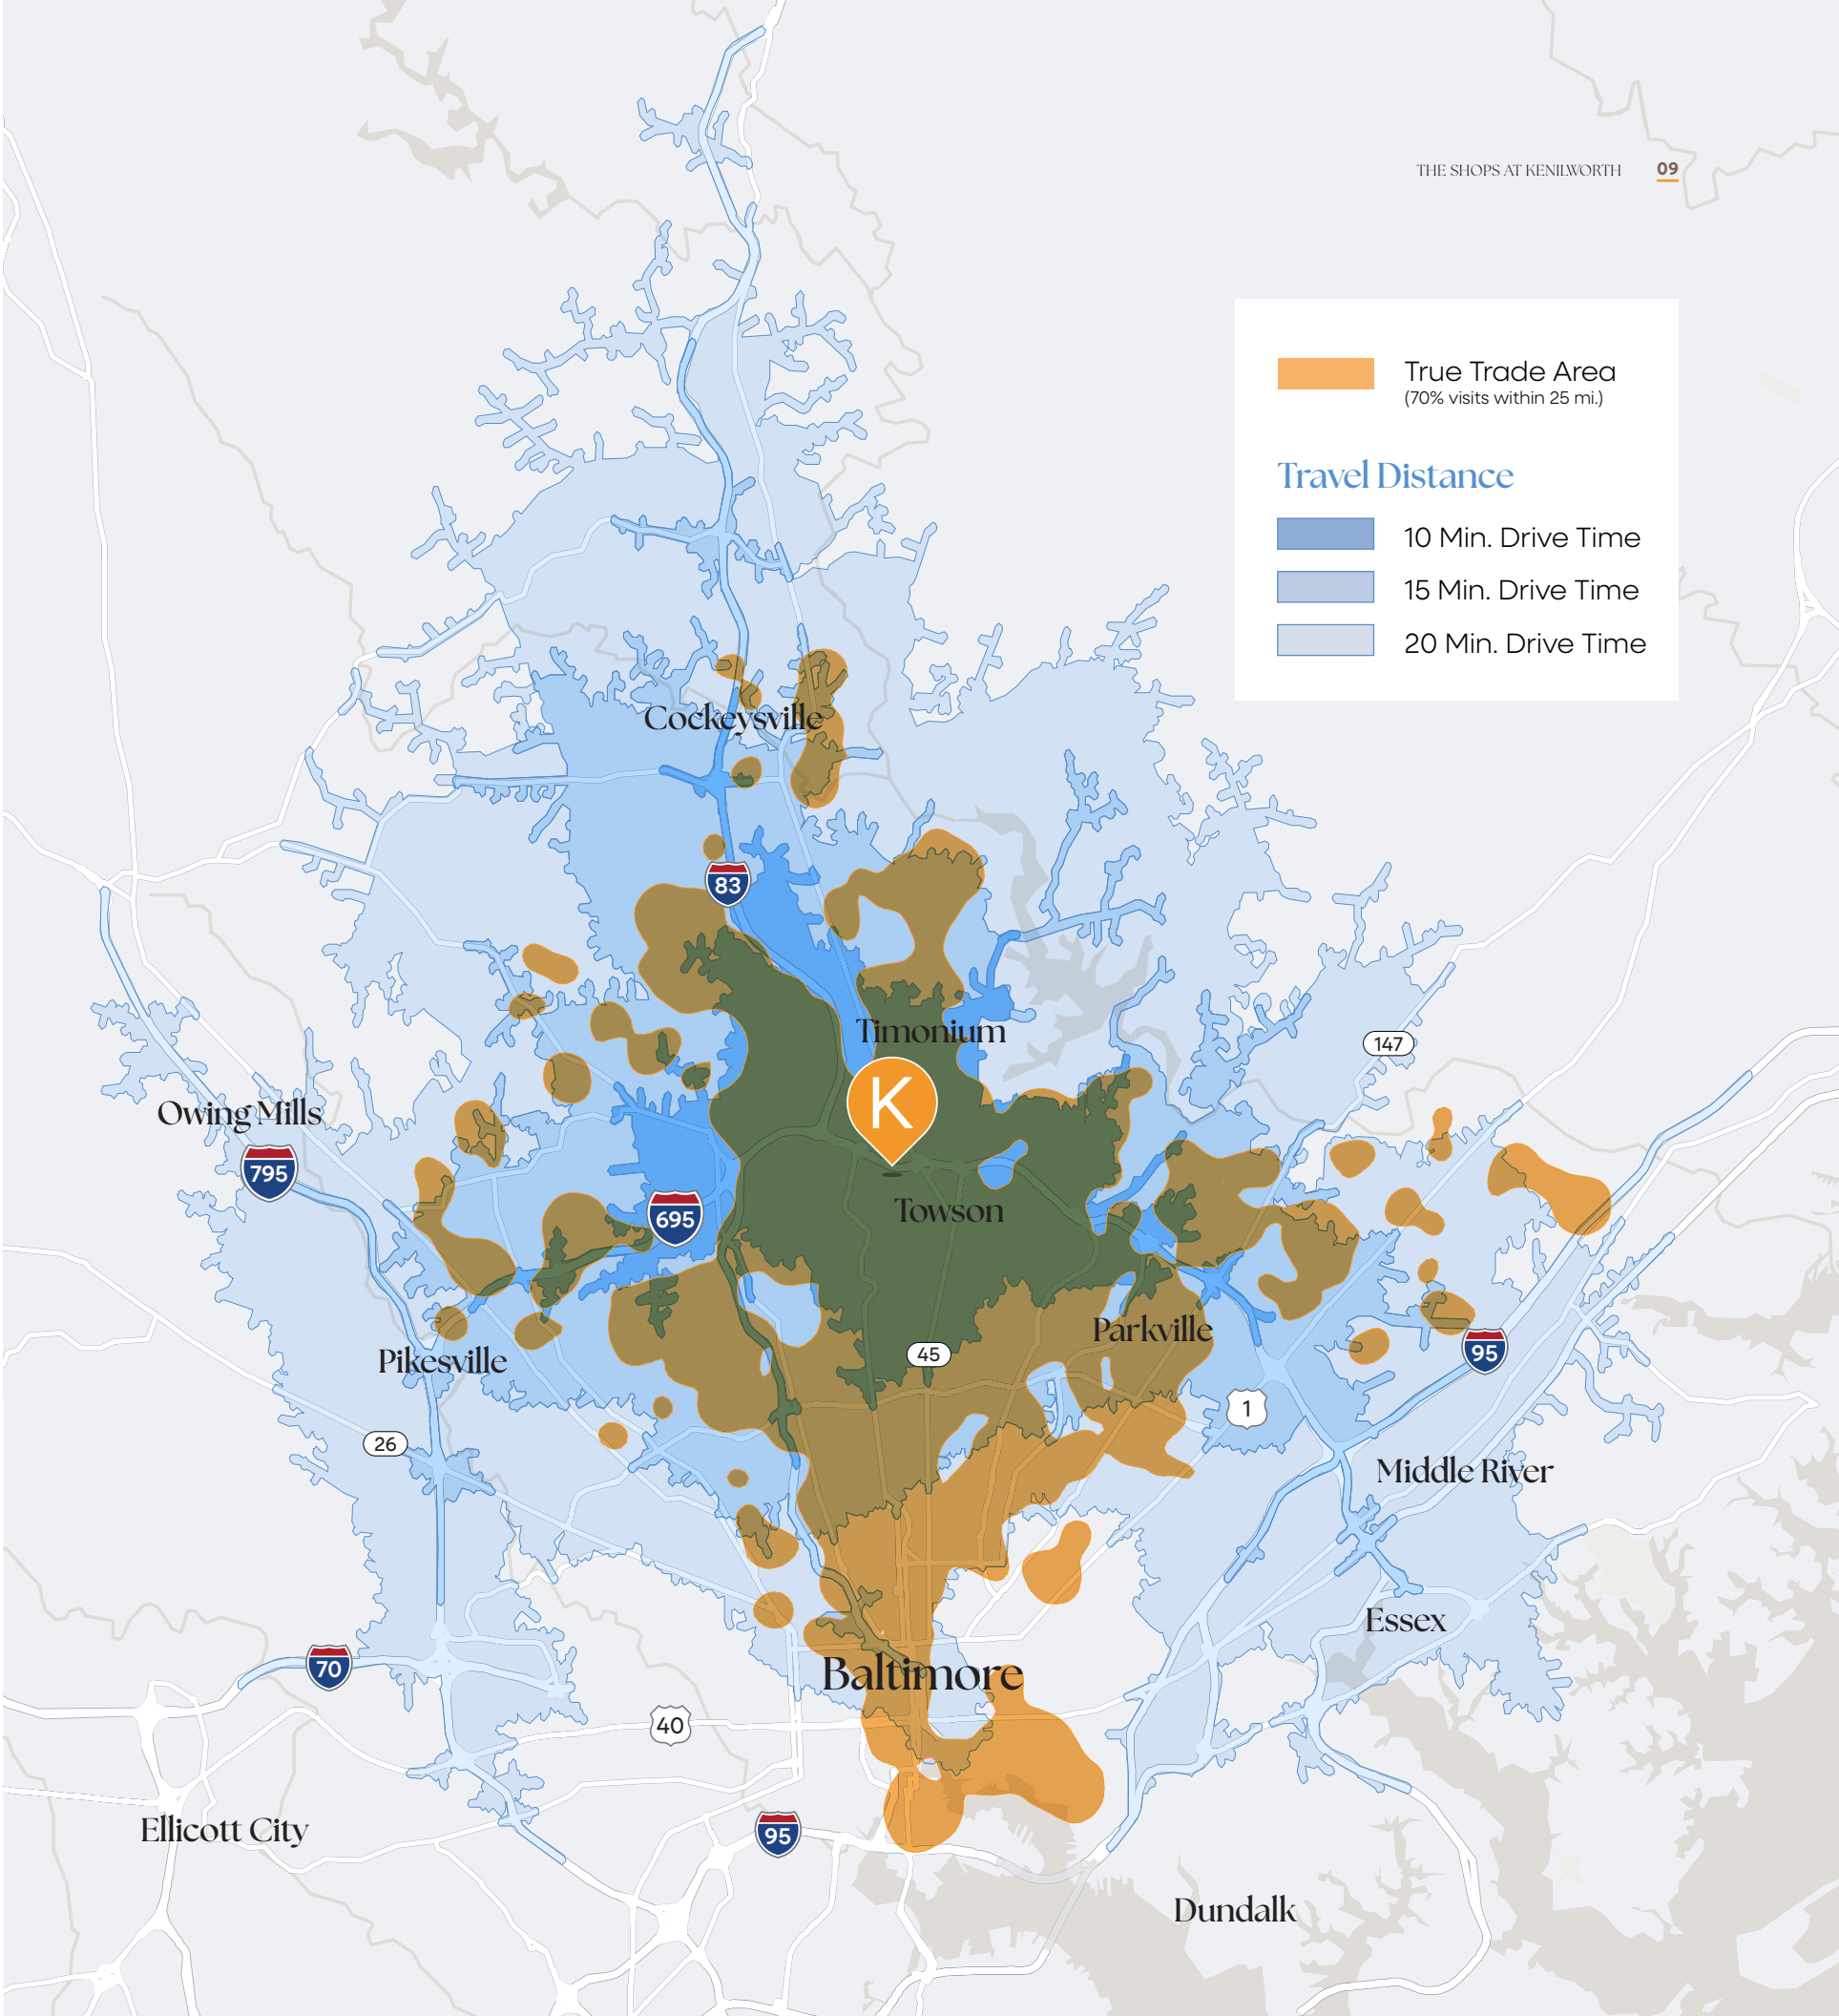 THE SHOPS AT KENILWORTH 09
True Trade Area
(70% visits within 25 mi.)
Travel Distance
10 Min. Drive Time
15 Min. Drive Time
20 Min. Drive Time
Cockeysville
83
Timonium
147
K
Owing Mills
795
695
Towson
Parkville
45
95
Pikesville
1
26
Middle River
Essex
70
Baltimore
40
Ellicott City
95
Dundalk